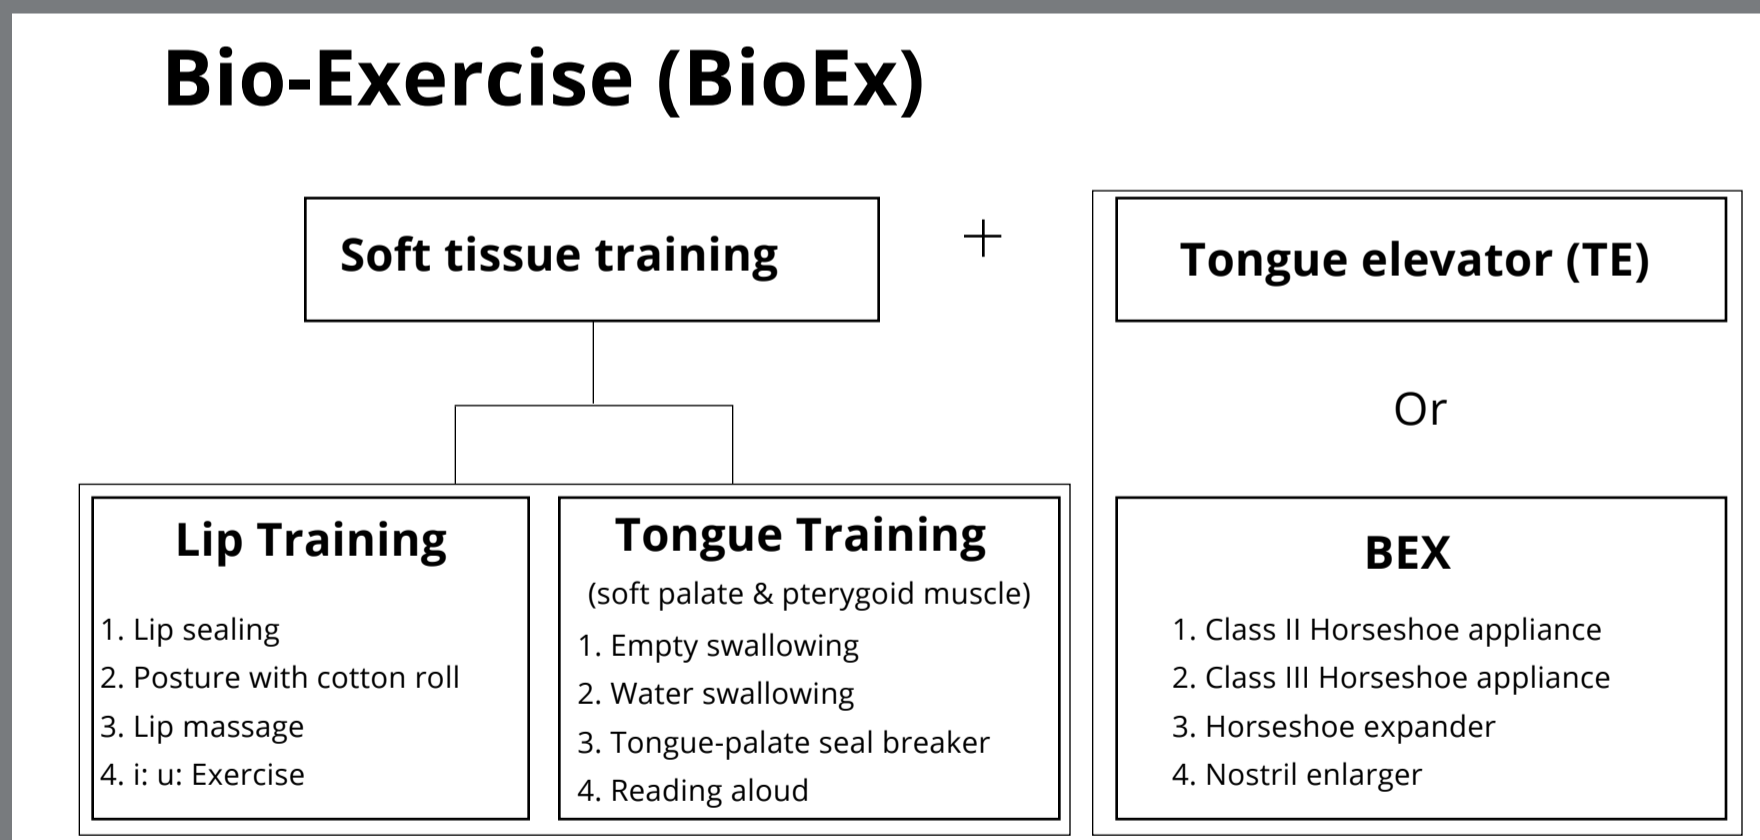 Bio-Exercise (BioEx)
Soft tissue training
+
Tongue elevator (TE)
Or
Lip Training
1. Lip sealing
2. Posture with cotton roll
3. Lip massage
4. i: u: Exercise
Tongue Training
(soft palate & pterygoid muscle)
1. Empty swallowing
2. Water swallowing
3. Tongue-palate seal breaker
4. Reading aloud
BEX
1. Class II Horseshoe appliance
2. Class III Horseshoe appliance
3. Horseshoe expander
4. Nostril enlarger